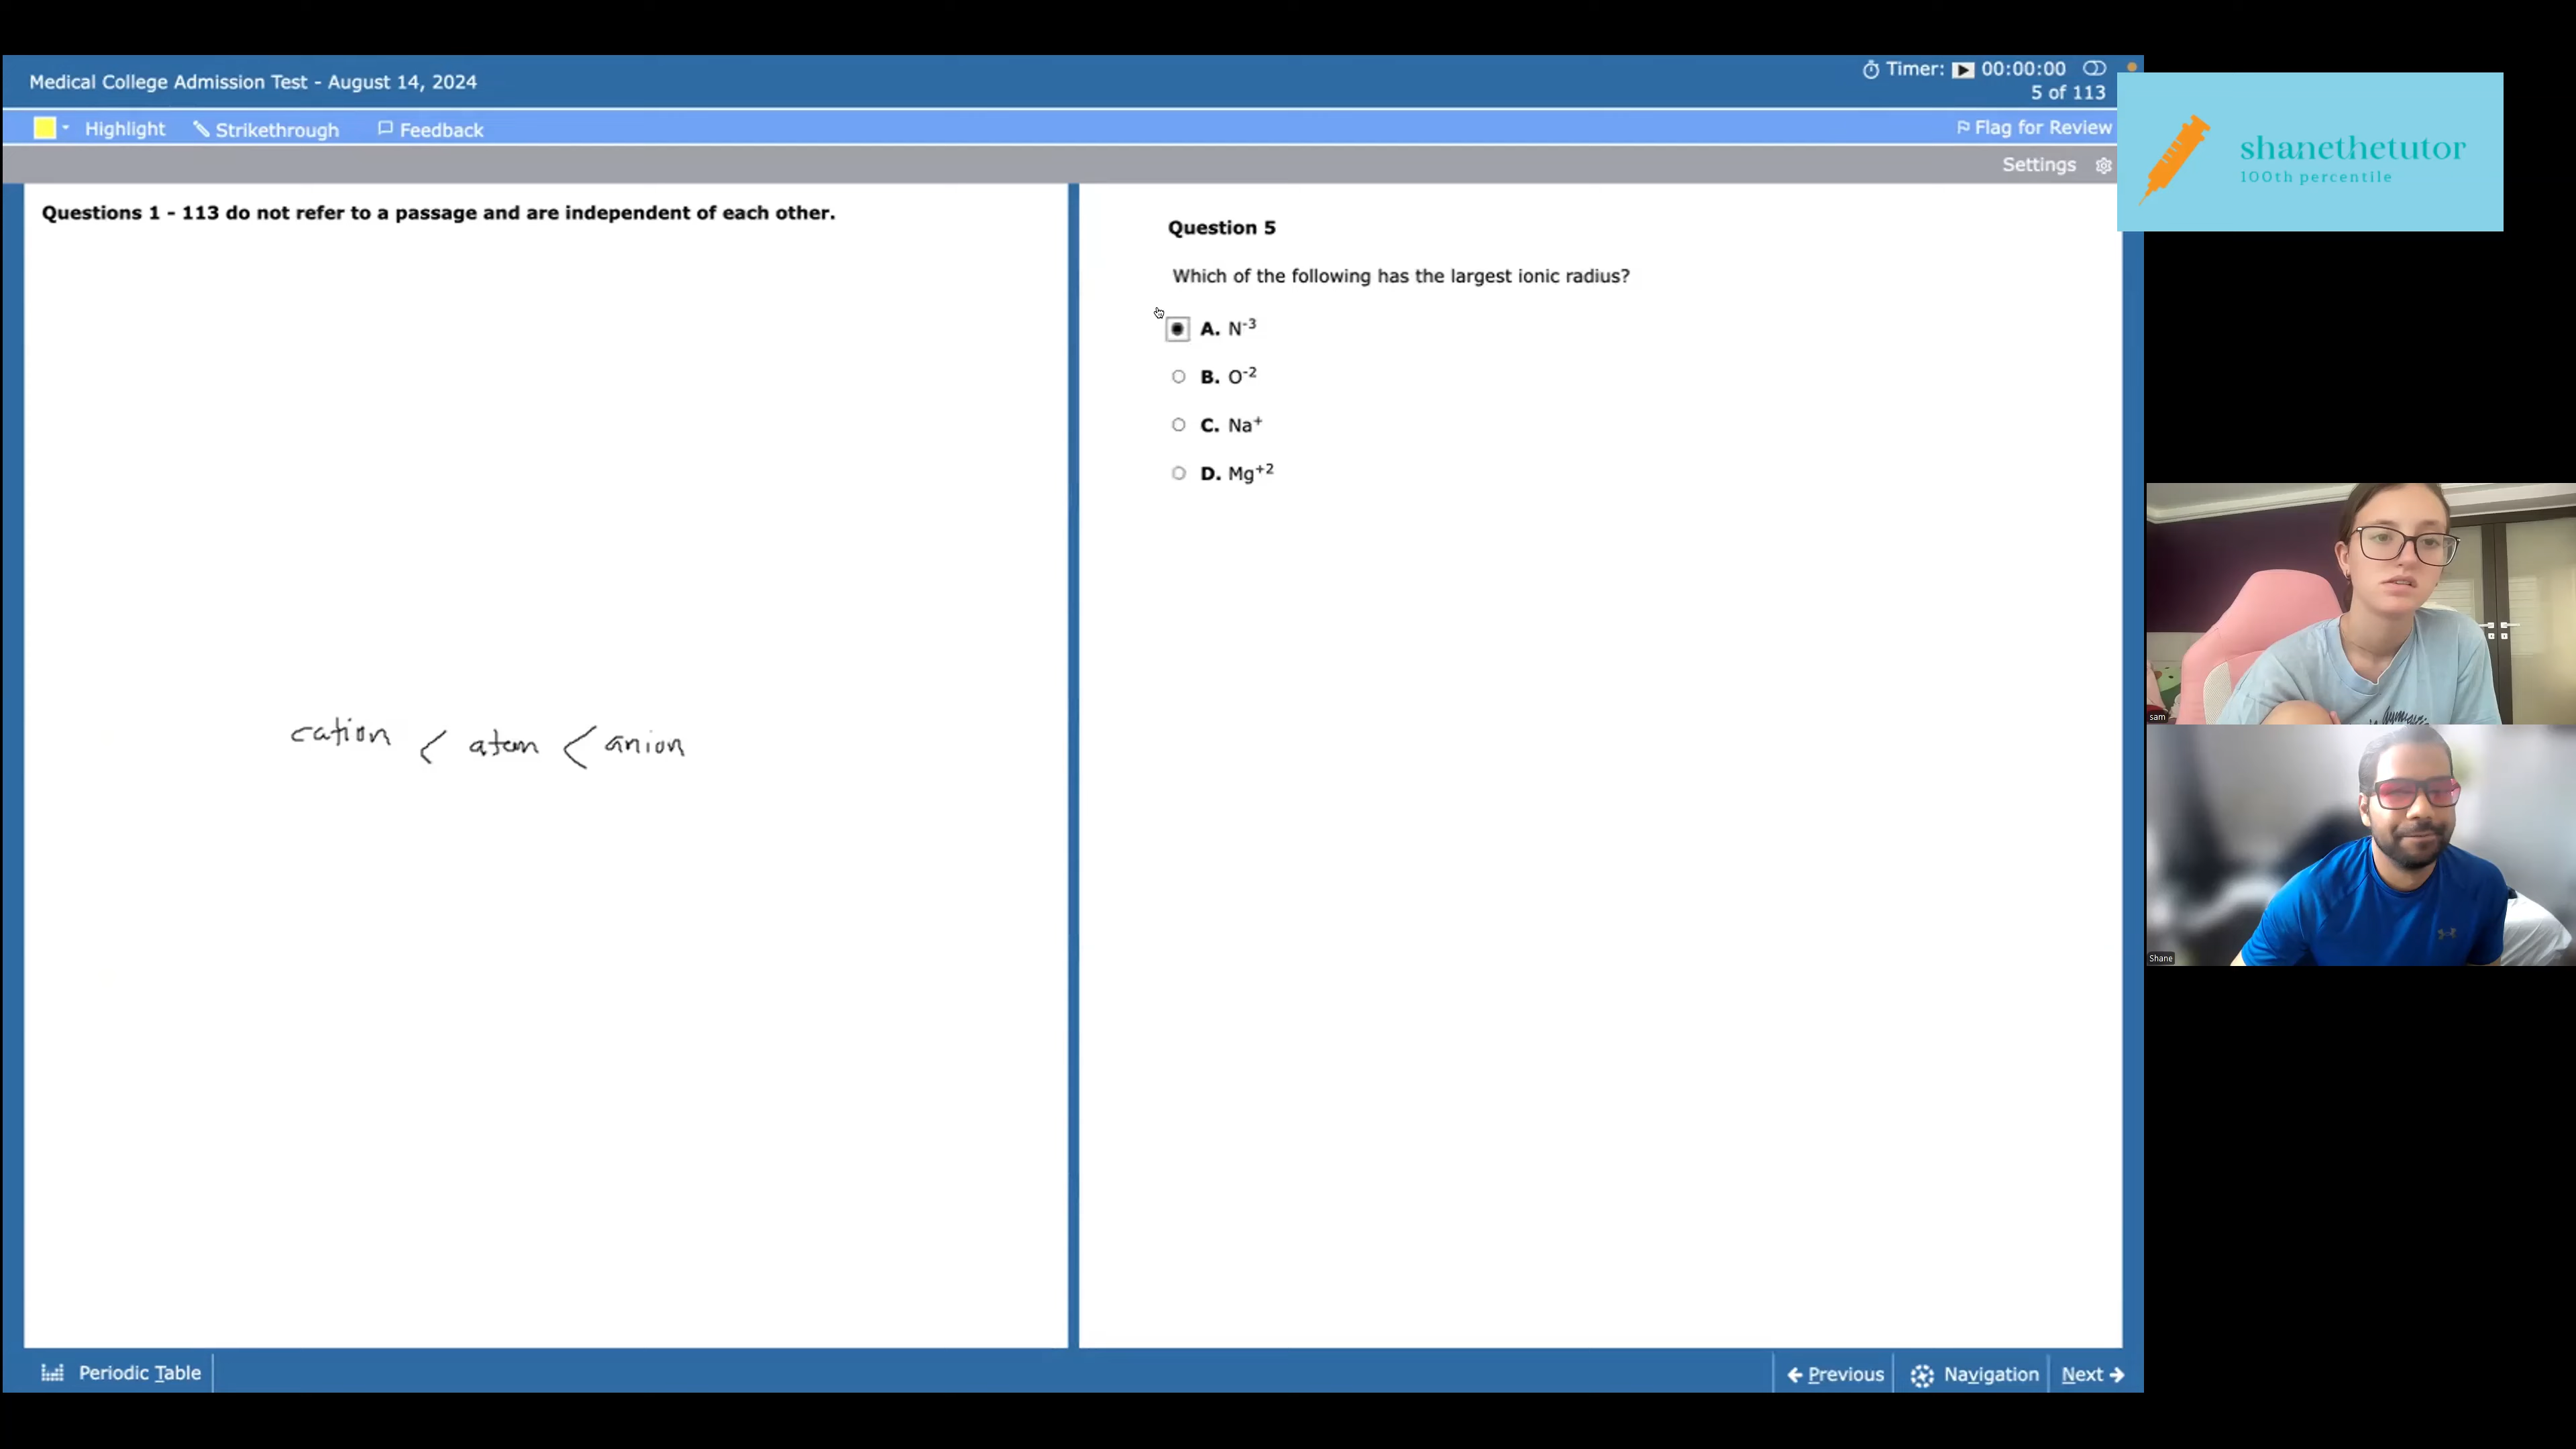 Medical College Admission Test - August 14, 2024
Timer: 00:00:00
5 of 113
Highlight Strikethrough Feedback
Flag for Review
Settings
shanethetutor
100th percentile
Questions 1 - 113 do not refer to a passage and are independent of each other.
cation < atom < anion
Question 5
Which of the following has the largest ionic radius?
A. N⁻³
B. O⁻²
C. Na⁺
D. Mg⁺²
sam
Shane
Periodic Table
Previous Navigation Next